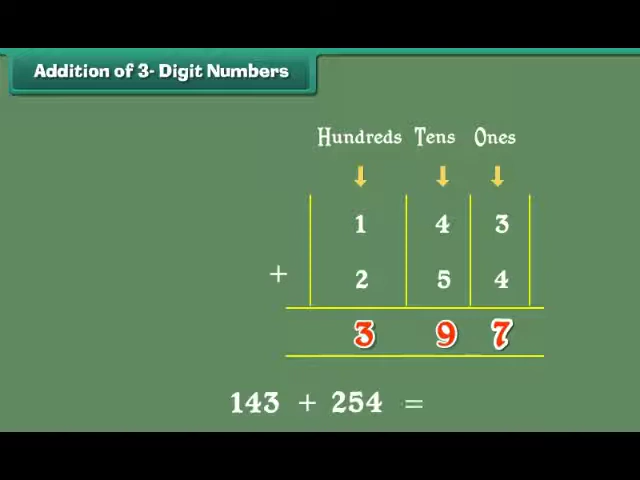 Addition of 3- Digit Numbers
Hundreds Tens Ones
1 4 3
+ 2 5 4
3 9 7
143 + 254 =